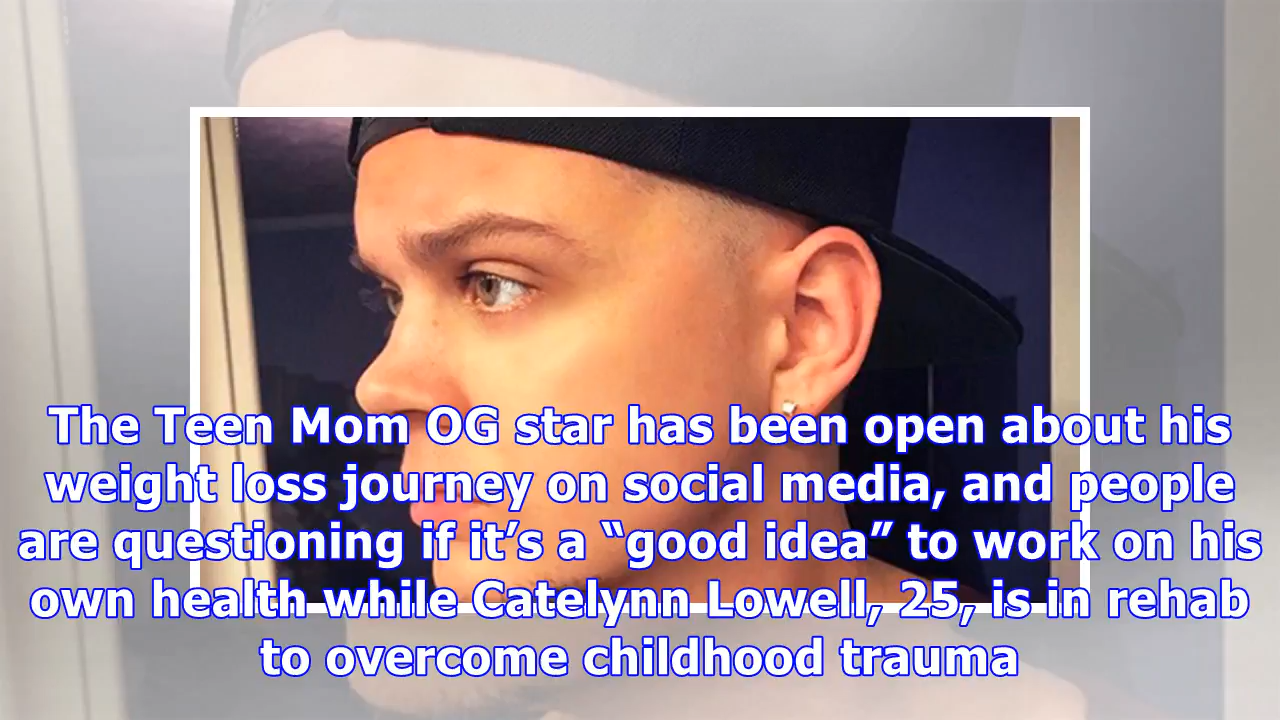 The Teen Mom OG star has been open about his
weight loss journey on social media, and people
are questioning if it’s a “good idea” to work on his
own health while Catelynn Lowell, 25, is in rehab
to overcome childhood trauma